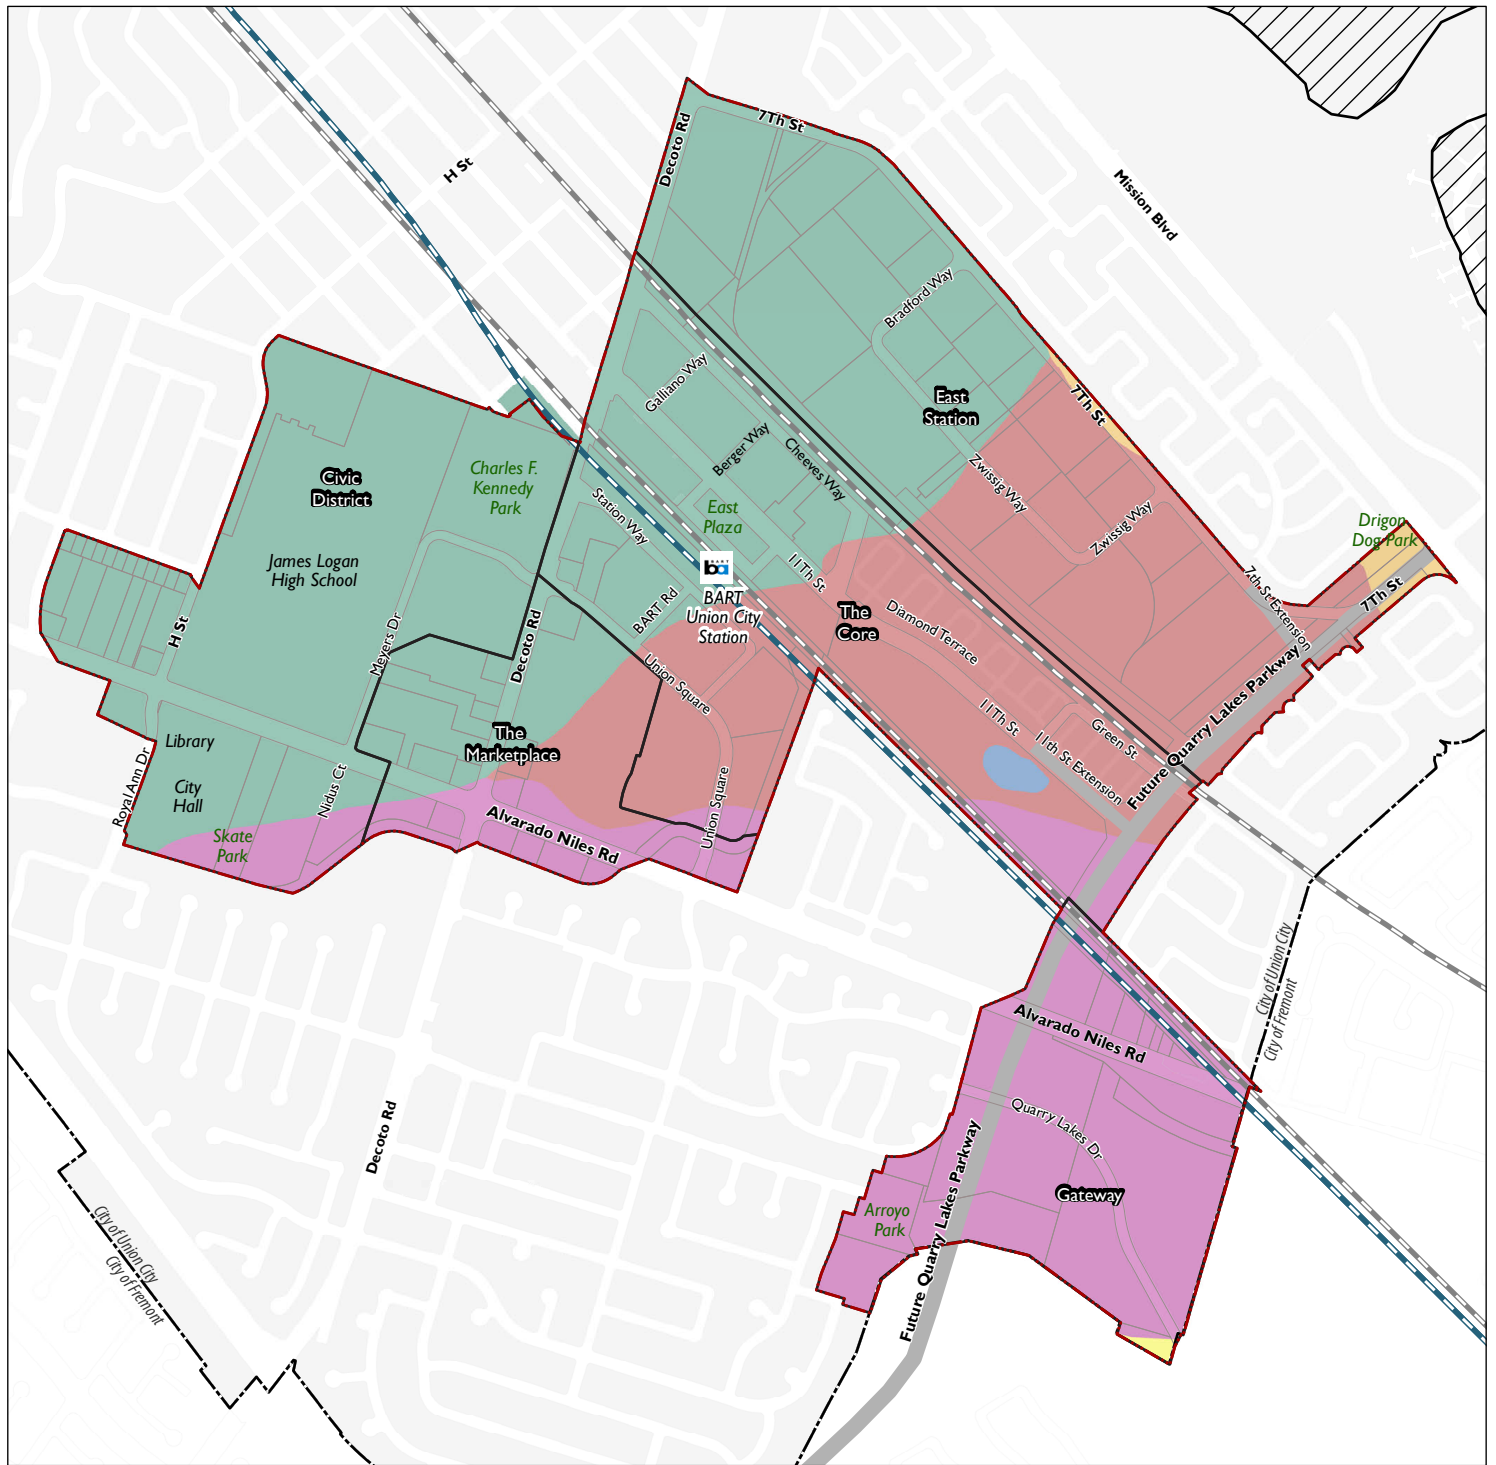 7Th St
Decoto Rd
H St
Mission Blvd
Bradford Way
Galliano Way
East
Station
7Th St
Berger Way
Cheeves Way
Civic
District
Charles F.
Kennedy
Park
Zwissig Way
Station Way
East
Plaza
Zwissig Way
Drigon
Dog Park
James Logan
High School
BART
ba
11Th St
BART
Union City
Station
BART Rd
The
Core
7th St Extension
7Th St
H St
Meyers Dr
Decoto Rd
Diamond Terrace
Union Square
11Th St
Green St
11th St Extension
Future Quarry Lakes Parkway
The
Marketplace
Library
City
Hall
Royal Ann Dr
Nidus Ct
Skate
Park
Alvarado Niles Rd
Union Square
City of Union City
City of Fremont
Alvarado Niles Rd
Quarry Lakes Dr
Decoto Rd
Gateway
Arroyo
Park
Future Quarry Lakes Parkway
City of Union City
City of Fremont